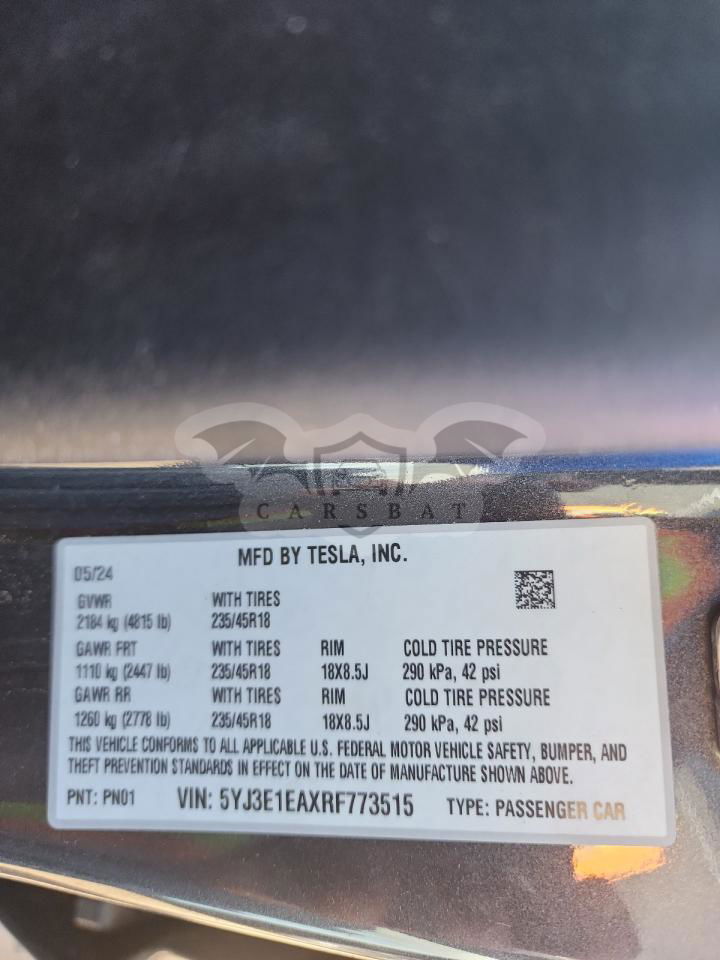 CARSBAT
MFD BY TESLA, INC.
05/24
GVWR WITH TIRES
2184 kg (4815 lb) 235/45R18
GAWR FRT WITH TIRES RIM COLD TIRE PRESSURE
1110 kg (2447 lb) 235/45R18 18X8.5J 290 kPa, 42 psi
GAWR RR WITH TIRES RIM COLD TIRE PRESSURE
1260 kg (2778 lb) 235/45R18 18X8.5J 290 kPa, 42 psi
THIS VEHICLE CONFORMS TO ALL APPLICABLE U.S. FEDERAL MOTOR VEHICLE SAFETY, BUMPER, AND
THEFT PREVENTION STANDARDS IN EFFECT ON THE DATE OF MANUFACTURE SHOWN ABOVE.
PNT: PN01 VIN: 5YJ3E1EAXRF773515 TYPE: PASSENGER CAR